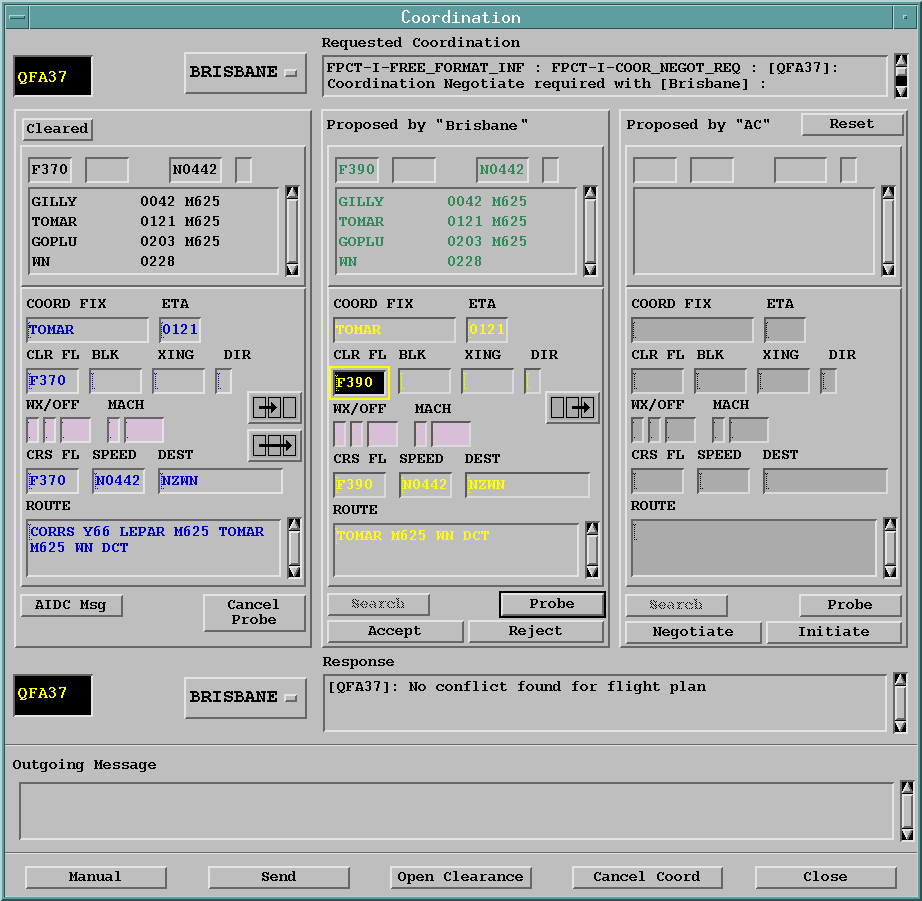 Coordination
Requested Coordination
QFA37
BRISBANE
FPCT-I-FREE_FORMAT_INF : FPCT-I-COOR_NEGOT_REQ : [QFA37]:
Coordination Negotiate required with [Brisbane] :
Cleared
F370 N0442
GILLY 0042 M625
TOMAR 0121 M625
GOPLU 0203 M625
WN 0228
COORD FIX ETA
TOMAR 0121
CLR FL BLK XING DIR
F370
WX/OFF MACH
CRS FL SPEED DEST
F370 N0442 NZWN
ROUTE
CORRS Y66 LEPAR M625 TOMAR
M625 WN DCT
AIDC Msg
Cancel
Probe
Proposed by "Brisbane"
F390 N0442
GILLY 0042 M625
TOMAR 0121 M625
GOPLU 0203 M625
WN 0228
COORD FIX ETA
TOMAR 0121
CLR FL BLK XING DIR
F390
WX/OFF MACH
CRS FL SPEED DEST
F390 N0442 NZWN
ROUTE
TOMAR M625 WN DCT
Search Probe
Accept Reject
Proposed by "AC" Reset
COORD FIX ETA
CLR FL BLK XING DIR
WX/OFF MACH
CRS FL SPEED DEST
ROUTE
Search Probe
Negotiate Initiate
Response
QFA37
BRISBANE
[QFA37]: No conflict found for flight plan
Outgoing Message
Manual Send Open Clearance Cancel Coord Close